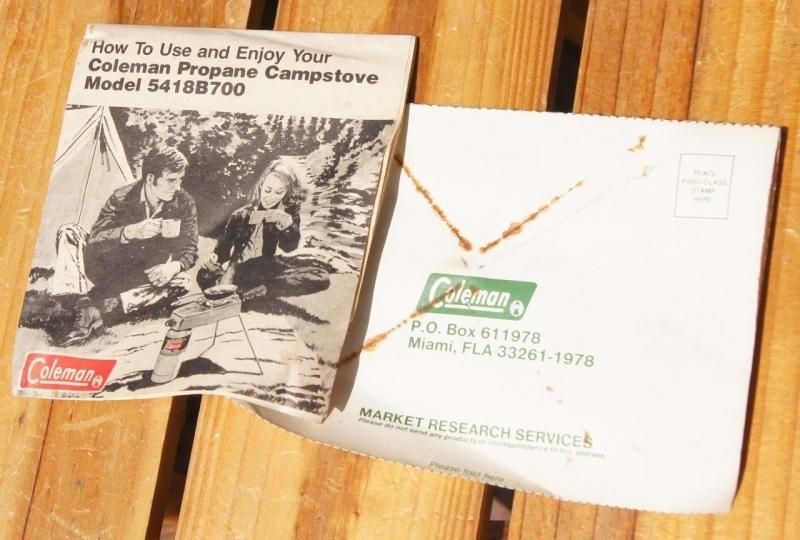 How To Use and Enjoy Your
Coleman Propane Campstove
Model 5418B700
Coleman
Coleman
PLACE
FIRST CLASS
STAMP
HERE
Coleman
P.O. Box 611978
Miami, FLA 33261-1978
MARKET RESEARCH SERVICES
Please do not send any products or correspondence to this address.
Please fold here